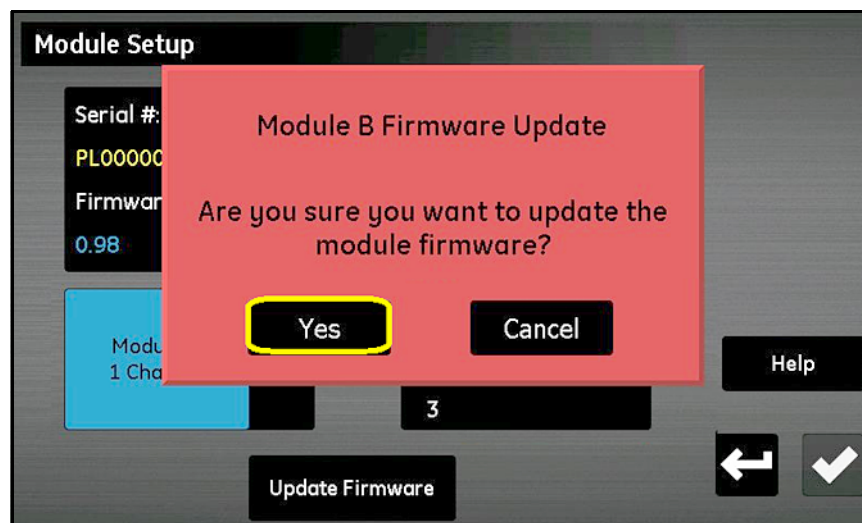 Module Setup
Serial #:
PL00000
Firmwar
0.98
Module B Firmware Update
Are you sure you want to update the
module firmware?
Yes
Cancel
Modu
1 Cha
3
Help
Update Firmware